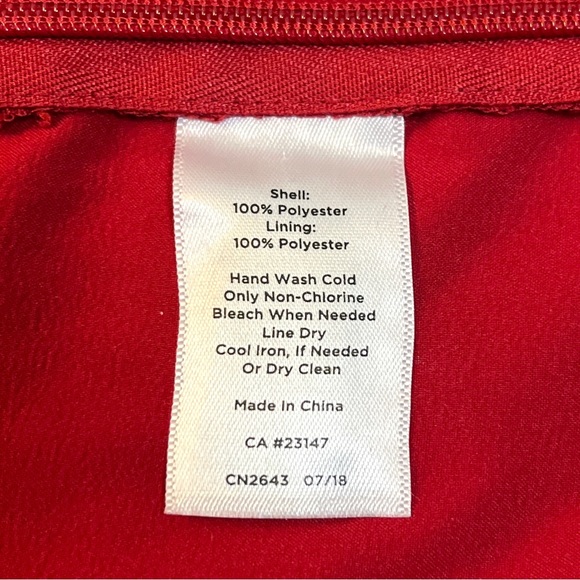 Shell:
100% Polyester
Lining:
100% Polyester
Hand Wash Cold
Only Non-Chlorine
Bleach When Needed
Line Dry
Cool Iron, If Needed
Or Dry Clean
Made In China
CA #23147
CN2643 07/18